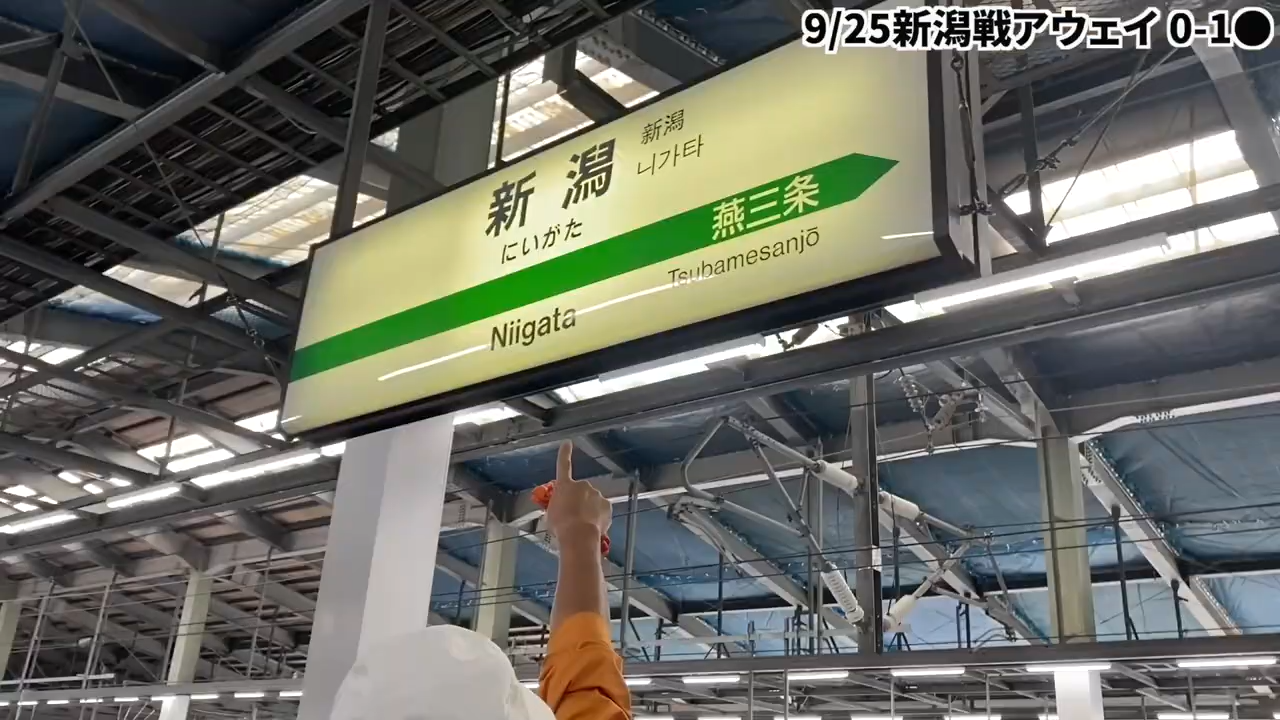 9/25新潟戦アウェイ 0-1●
新潟
新潟
니가타
にいがた
燕三条
Niigata
Tsubamesanjō